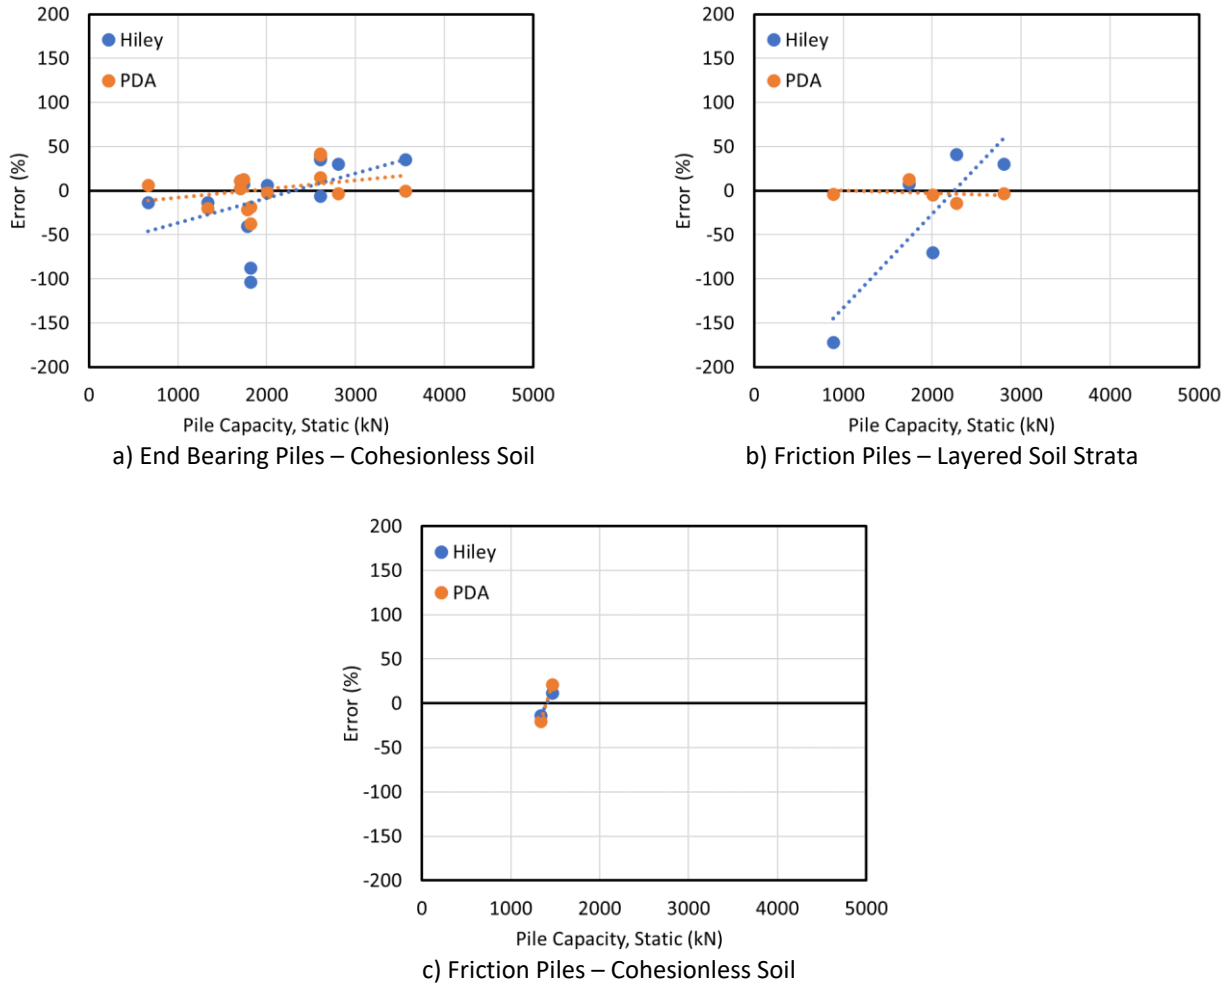 200
150
100
50
0
-50
-100
-150
-200
Error (%)
Hiley
PDA
0 1000 2000 3000 4000 5000
Pile Capacity, Static (kN)
a) End Bearing Piles – Cohesionless Soil
200
150
100
50
0
-50
-100
-150
-200
Error (%)
Hiley
PDA
0 1000 2000 3000 4000 5000
Pile Capacity, Static (kN)
b) Friction Piles – Layered Soil Strata
200
150
100
50
0
-50
-100
-150
-200
Error (%)
Hiley
PDA
0 1000 2000 3000 4000 5000
Pile Capacity, Static (kN)
c) Friction Piles – Cohesionless Soil